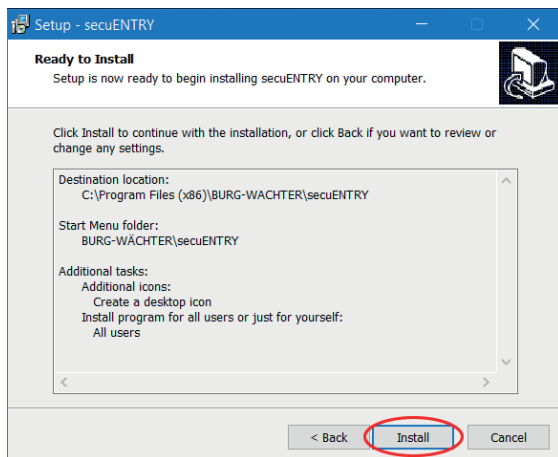 Setup - secuENTRY
Ready to Install
Setup is now ready to begin installing secuENTRY on your computer.
Click Install to continue with the installation, or click Back if you want to review or
change any settings.
Destination location:
C:\Program Files (x86)\BURG-WACHTER\secuENTRY
Start Menu folder:
BURG-WÄCHTER\secuENTRY
Additional tasks:
Additional icons:
Create a desktop icon
Install program for all users or just for yourself:
All users
< Back Install Cancel